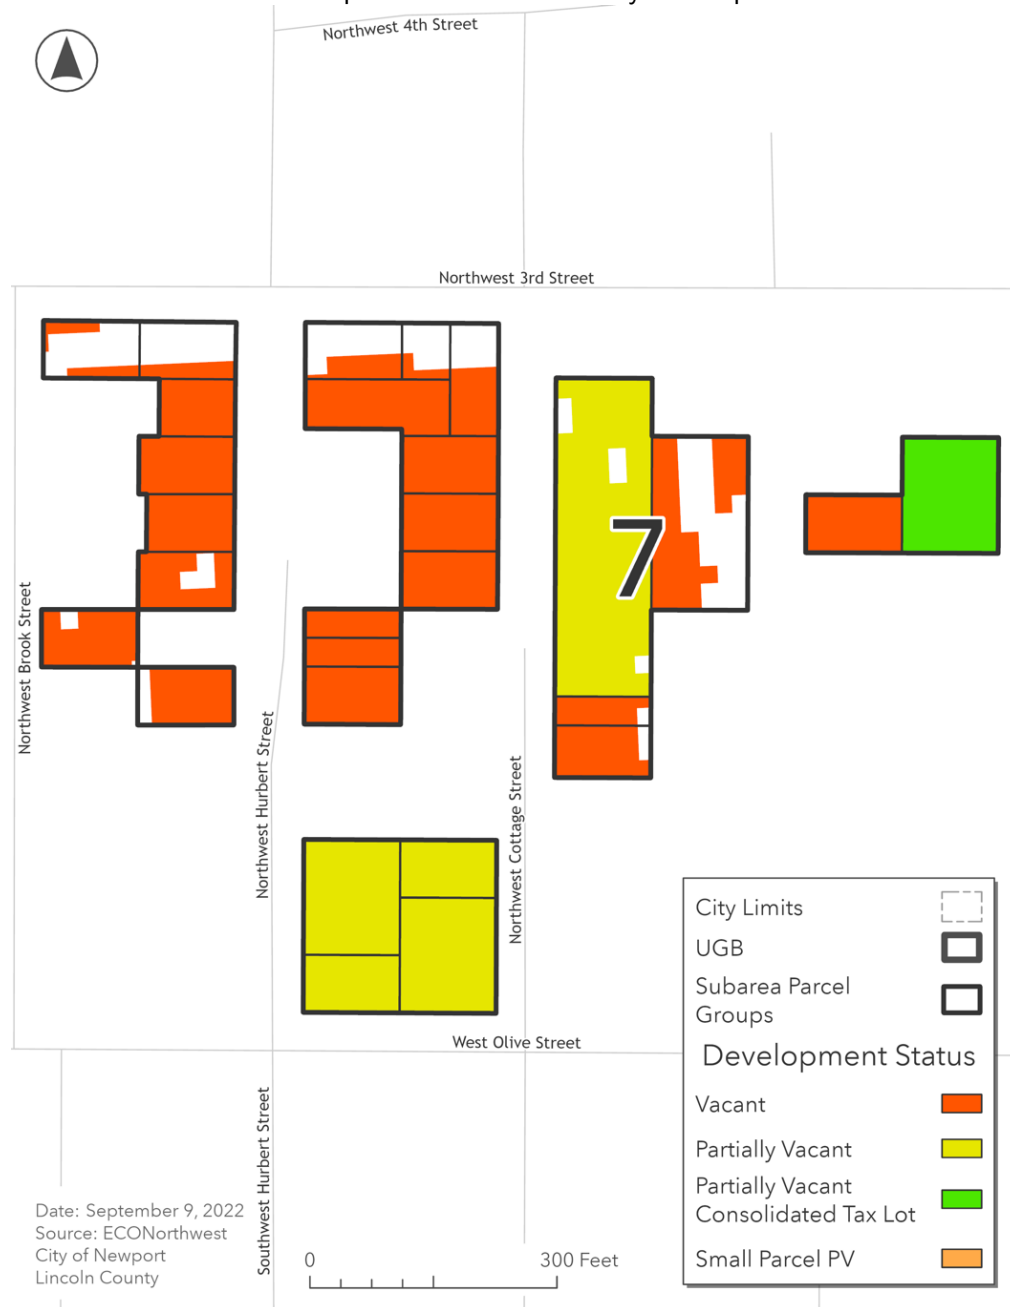 Northwest 4th Street
Northwest 3rd Street
7
Northwest Brook Street
Northwest Hurbert Street
Northwest Cottage Street
West Olive Street
Southwest Hurbert Street
City Limits
UGB
Subarea Parcel
Groups
Development Status
Vacant
Partially Vacant
Partially Vacant
Consolidated Tax Lot
Small Parcel PV
Date: September 9, 2022
Source: ECONorthwest
City of Newport
Lincoln County
0 300 Feet